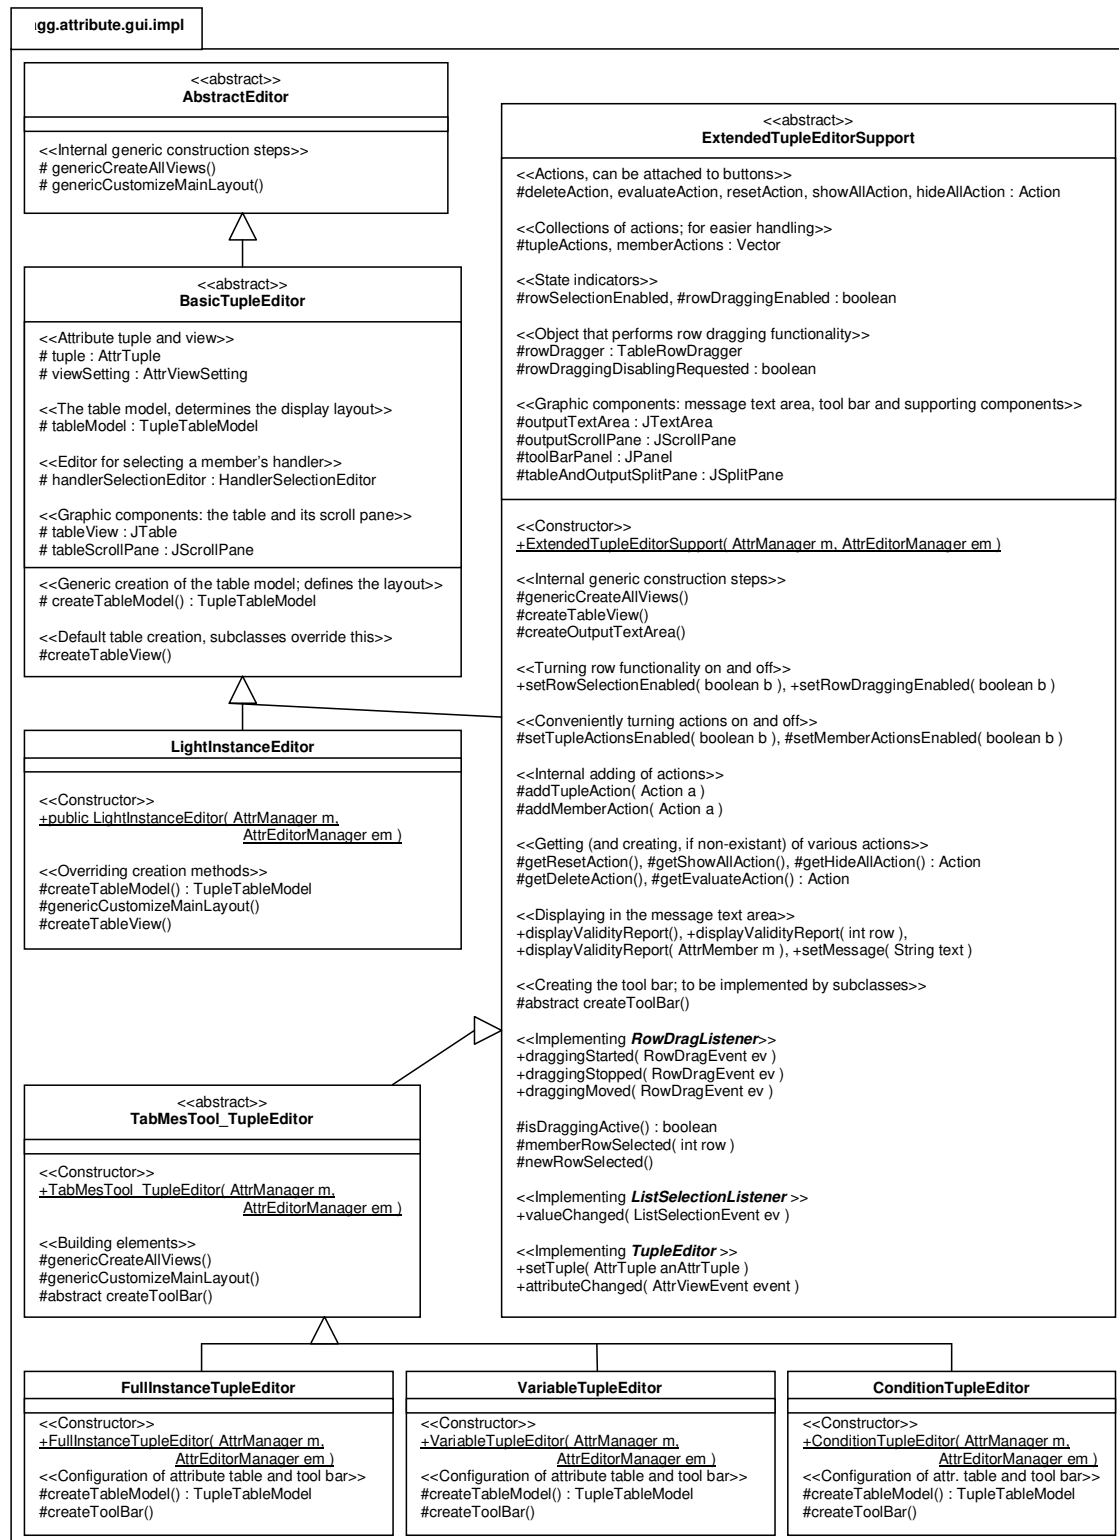 agg.attribute.gui.impl
<<abstract>>
AbstractEditor
<<Internal generic construction steps>>
# genericCreateAllViews()
# genericCustomizeMainLayout()
<<abstract>>
BasicTupleEditor
<<Attribute tuple and view>>
# tuple : AttrTuple
# viewSetting : AttrViewSetting
<<The table model, determines the display layout>>
# tableModel : TupleTableModel
<<Editor for selecting a member's handler>>
# handlerSelectionEditor : HandlerSelectionEditor
<<Graphic components: the table and its scroll pane>>
# tableView : JTable
# tableScrollPane : JScrollPane
<<Generic creation of the table model; defines the layout>>
# createTableModel() : TupleTableModel
<<Default table creation, subclasses override this>>
#createTableView()
LightInstanceEditor
<<Constructor>>
+public LightInstanceEditor( AttrManager m,
AttrEditorManager em )
<<Overriding creation methods>>
#createTableModel() : TupleTableModel
#genericCustomizeMainLayout()
#createTableView()
<<abstract>>
ExtendedTupleEditorSupport
<<Actions, can be attached to buttons>>
#deleteAction, evaluateAction, resetAction, showAllAction, hideAllAction : Action
<<Collections of actions; for easier handling>>
#tupleActions, memberActions : Vector
<<State indicators>>
#rowSelectionEnabled, #rowDraggingEnabled : boolean
<<Object that performs row dragging functionality>>
#rowDragger : TableRowDragger
#rowDraggingDisablingRequested : boolean
<<Graphic components: message text area, tool bar and supporting components>>
#outputTextArea : JTextArea
#outputScrollPane : JScrollPane
#toolBarPanel : JPanel
#tableAndOutputSplitPane : JSplitPane
<<Constructor>>
+ExtendedTupleEditorSupport( AttrManager m, AttrEditorManager em )
<<Internal generic construction steps>>
#genericCreateAllViews()
#createTableView()
#createOutputTextArea()
<<Turning row functionality on and off>>
+setRowSelectionEnabled( boolean b ), +setRowDraggingEnabled( boolean b )
<<Conveniently turning actions on and off>>
#setTupleActionsEnabled( boolean b ), #setMemberActionsEnabled( boolean b )
<<Internal adding of actions>>
#addTupleAction( Action a )
#addMemberAction( Action a )
<<Getting (and creating, if non-existant) of various actions>>
#getResetAction(), #getShowAllAction(), #getHideAllAction() : Action
#getDeleteAction(), #getEvaluateAction() : Action
<<Displaying in the message text area>>
+displayValidityReport(), +displayValidityReport( int row ),
+displayValidityReport( AttrMember m ), +setMessage( String text )
<<Creating the tool bar; to be implemented by subclasses>>
#abstract createToolBar()
<<Implementing RowDragListener>>
+draggingStarted( RowDragEvent ev )
+draggingStopped( RowDragEvent ev )
+draggingMoved( RowDragEvent ev )
#isDraggingActive() : boolean
#memberRowSelected( int row )
#newRowSelected()
<<Implementing ListSelectionListener >>
+valueChanged( ListSelectionEvent ev )
<<Implementing TupleEditor >>
+setTuple( AttrTuple anAttrTuple )
+attributeChanged( AttrViewEvent event )
<<abstract>>
TabMesTool_TupleEditor
<<Constructor>>
+TabMesTool_TupleEditor( AttrManager m,
AttrEditorManager em )
<<Building elements>>
#genericCreateAllViews()
#genericCustomizeMainLayout()
#abstract createToolBar()
FullInstanceTupleEditor
<<Constructor>>
+FullInstanceTupleEditor( AttrManager m,
AttrEditorManager em )
<<Configuration of attribute table and tool bar>>
#createTableModel() : TupleTableModel
#createToolBar()
VariableTupleEditor
<<Constructor>>
+VariableTupleEditor( AttrManager m,
AttrEditorManager em )
<<Configuration of attribute table and tool bar>>
#createTableModel() : TupleTableModel
#createToolBar()
ConditionTupleEditor
<<Constructor>>
+ConditionTupleEditor( AttrManager m,
AttrEditorManager em )
<<Configuration of attr. table and tool bar>>
#createTableModel() : TupleTableModel
#createToolBar()